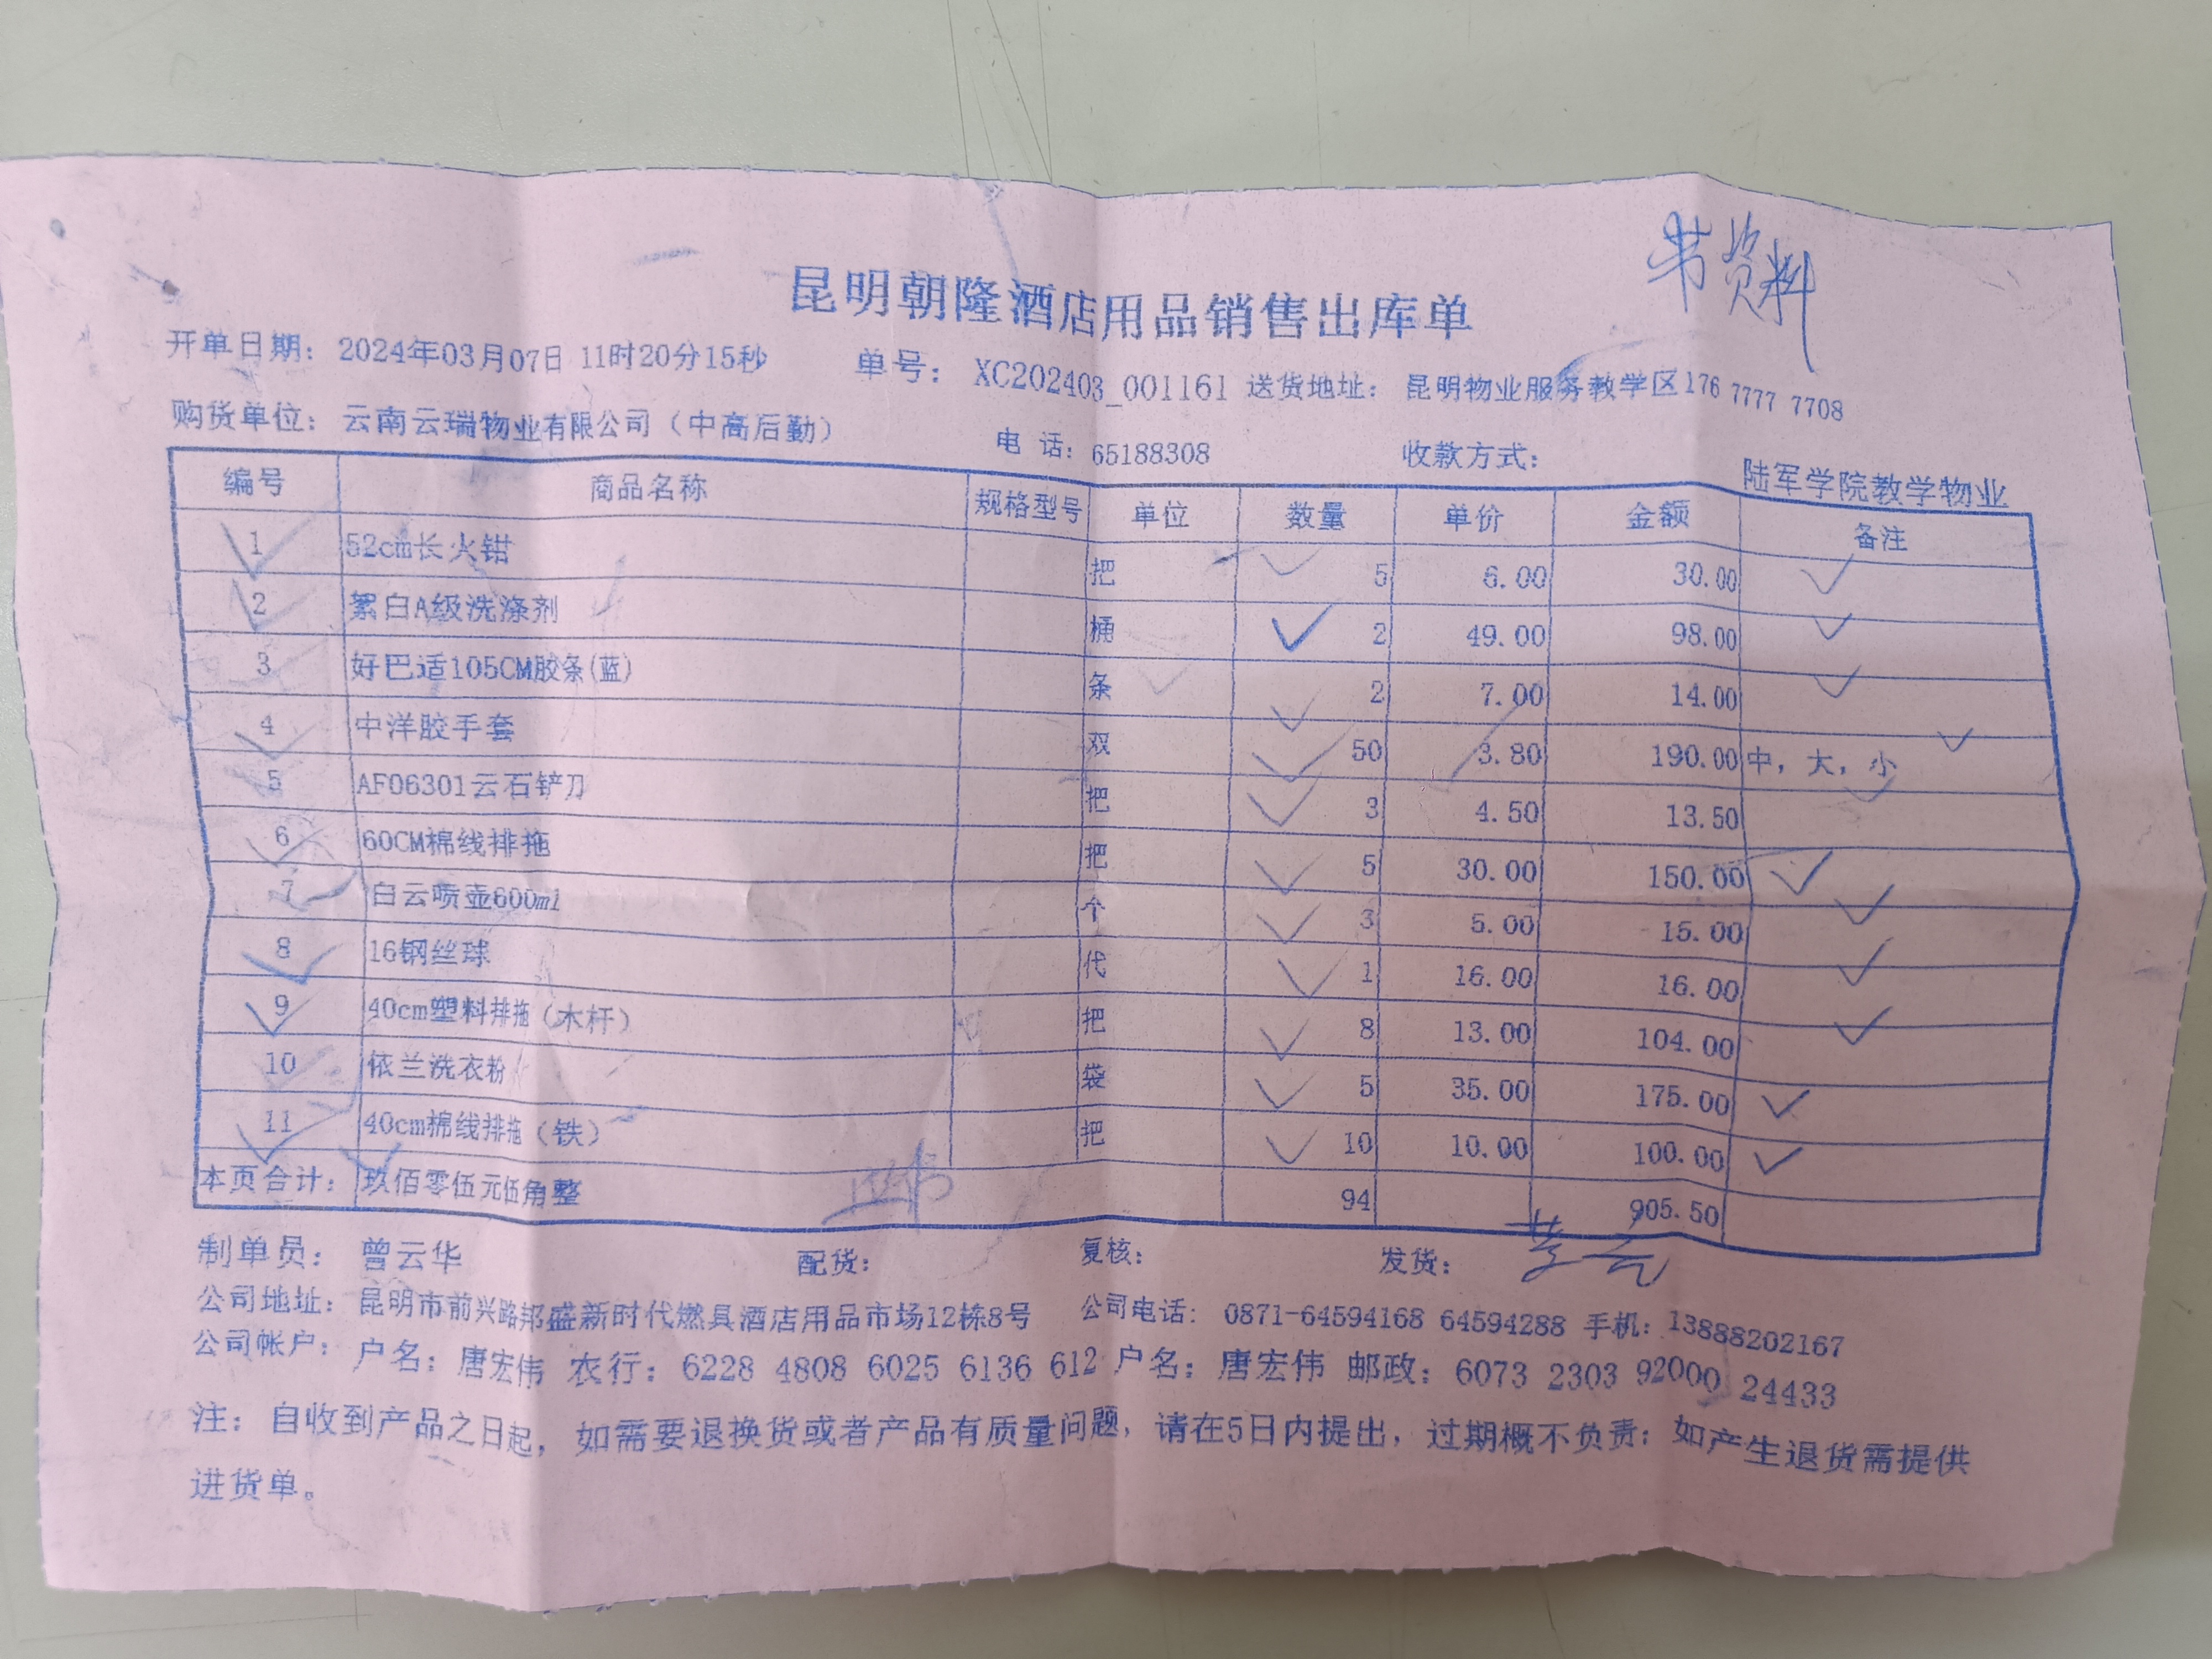 带资料
昆明朝隆酒店用品销售出库单
开单日期：2024年03月07日 11时20分15秒 单号：XC202403_001161 送货地址：昆明物业服务教学区176 7777 7708
购货单位：云南云瑞物业有限公司（中高后勤） 电 话：65188308 收款方式： 陆军学院教学物业
编号 商品名称 规格型号 单位 数量 单价 金额 备注
1 52cm长火钳 把 5 6.00 30.00
2 絮白A级洗涤剂 桶 2 49.00 98.00
3 好巴适105CM胶条(蓝) 条 2 7.00 14.00
4 中洋胶手套 双 50 3.80 190.00 中，大，小
5 AF06301云石铲刀 把 3 4.50 13.50
6 60CM棉线排拖 把 5 30.00 150.00
7 白云喷壶600ml 个 3 5.00 15.00
8 16钢丝球 代 1 16.00 16.00
9 40cm塑料排拖（木杆） 把 8 13.00 104.00
10 依兰洗衣粉 袋 5 35.00 175.00
11 40cm棉线排拖（铁） 把 10 10.00 100.00
本页合计：玖佰零伍元伍角整 94 905.50
制单员：曾云华 配货： 复核： 发货：
公司地址：昆明市前兴路邦盛新时代燃具酒店用品市场12栋8号 公司电话：0871-64594168 64594288 手机：13888202167
公司帐户：户名：唐宏伟 农行：6228 4808 6025 6136 612 户名：唐宏伟 邮政：6073 2303 92000 24433
注：自收到产品之日起，如需要退换货或者产品有质量问题，请在5日内提出，过期概不负责；如产生退货需提供
进货单。